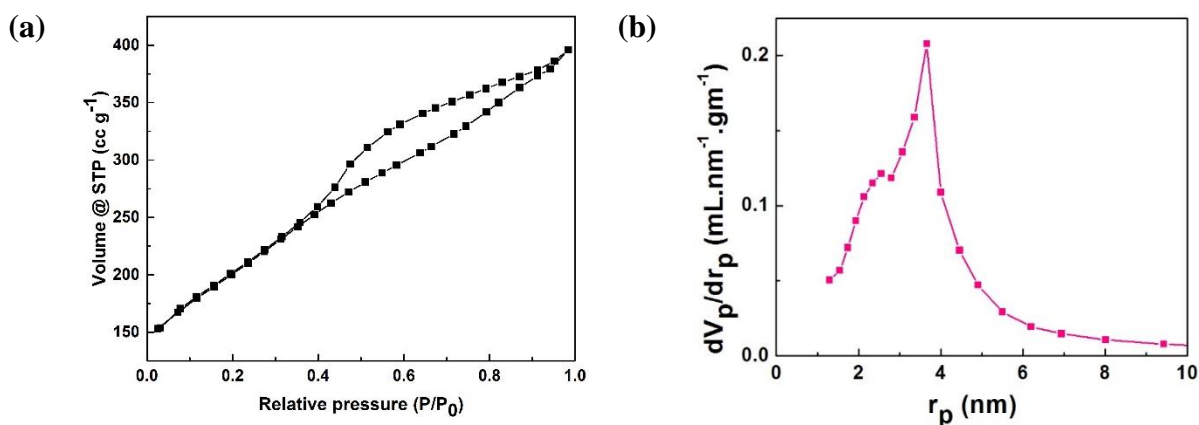 (a)
400
350
300
250
200
150
Volume @ STP (cc g⁻¹)
0.0 0.2 0.4 0.6 0.8 1.0
Relative pressure (P/P₀)
(b)
0.2
0.1
0.0
dVₚ/drₚ (mL.nm⁻¹.gm⁻¹)
0 2 4 6 8 10
rₚ (nm)